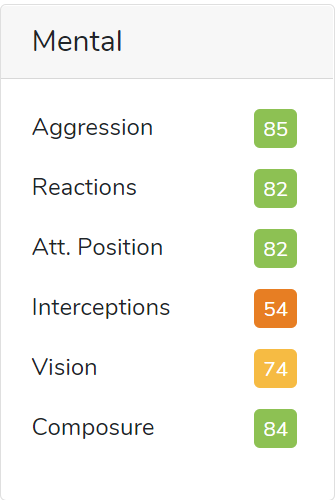 Mental
Aggression 85
Reactions 82
Att. Position 82
Interceptions 54
Vision 74
Composure 84